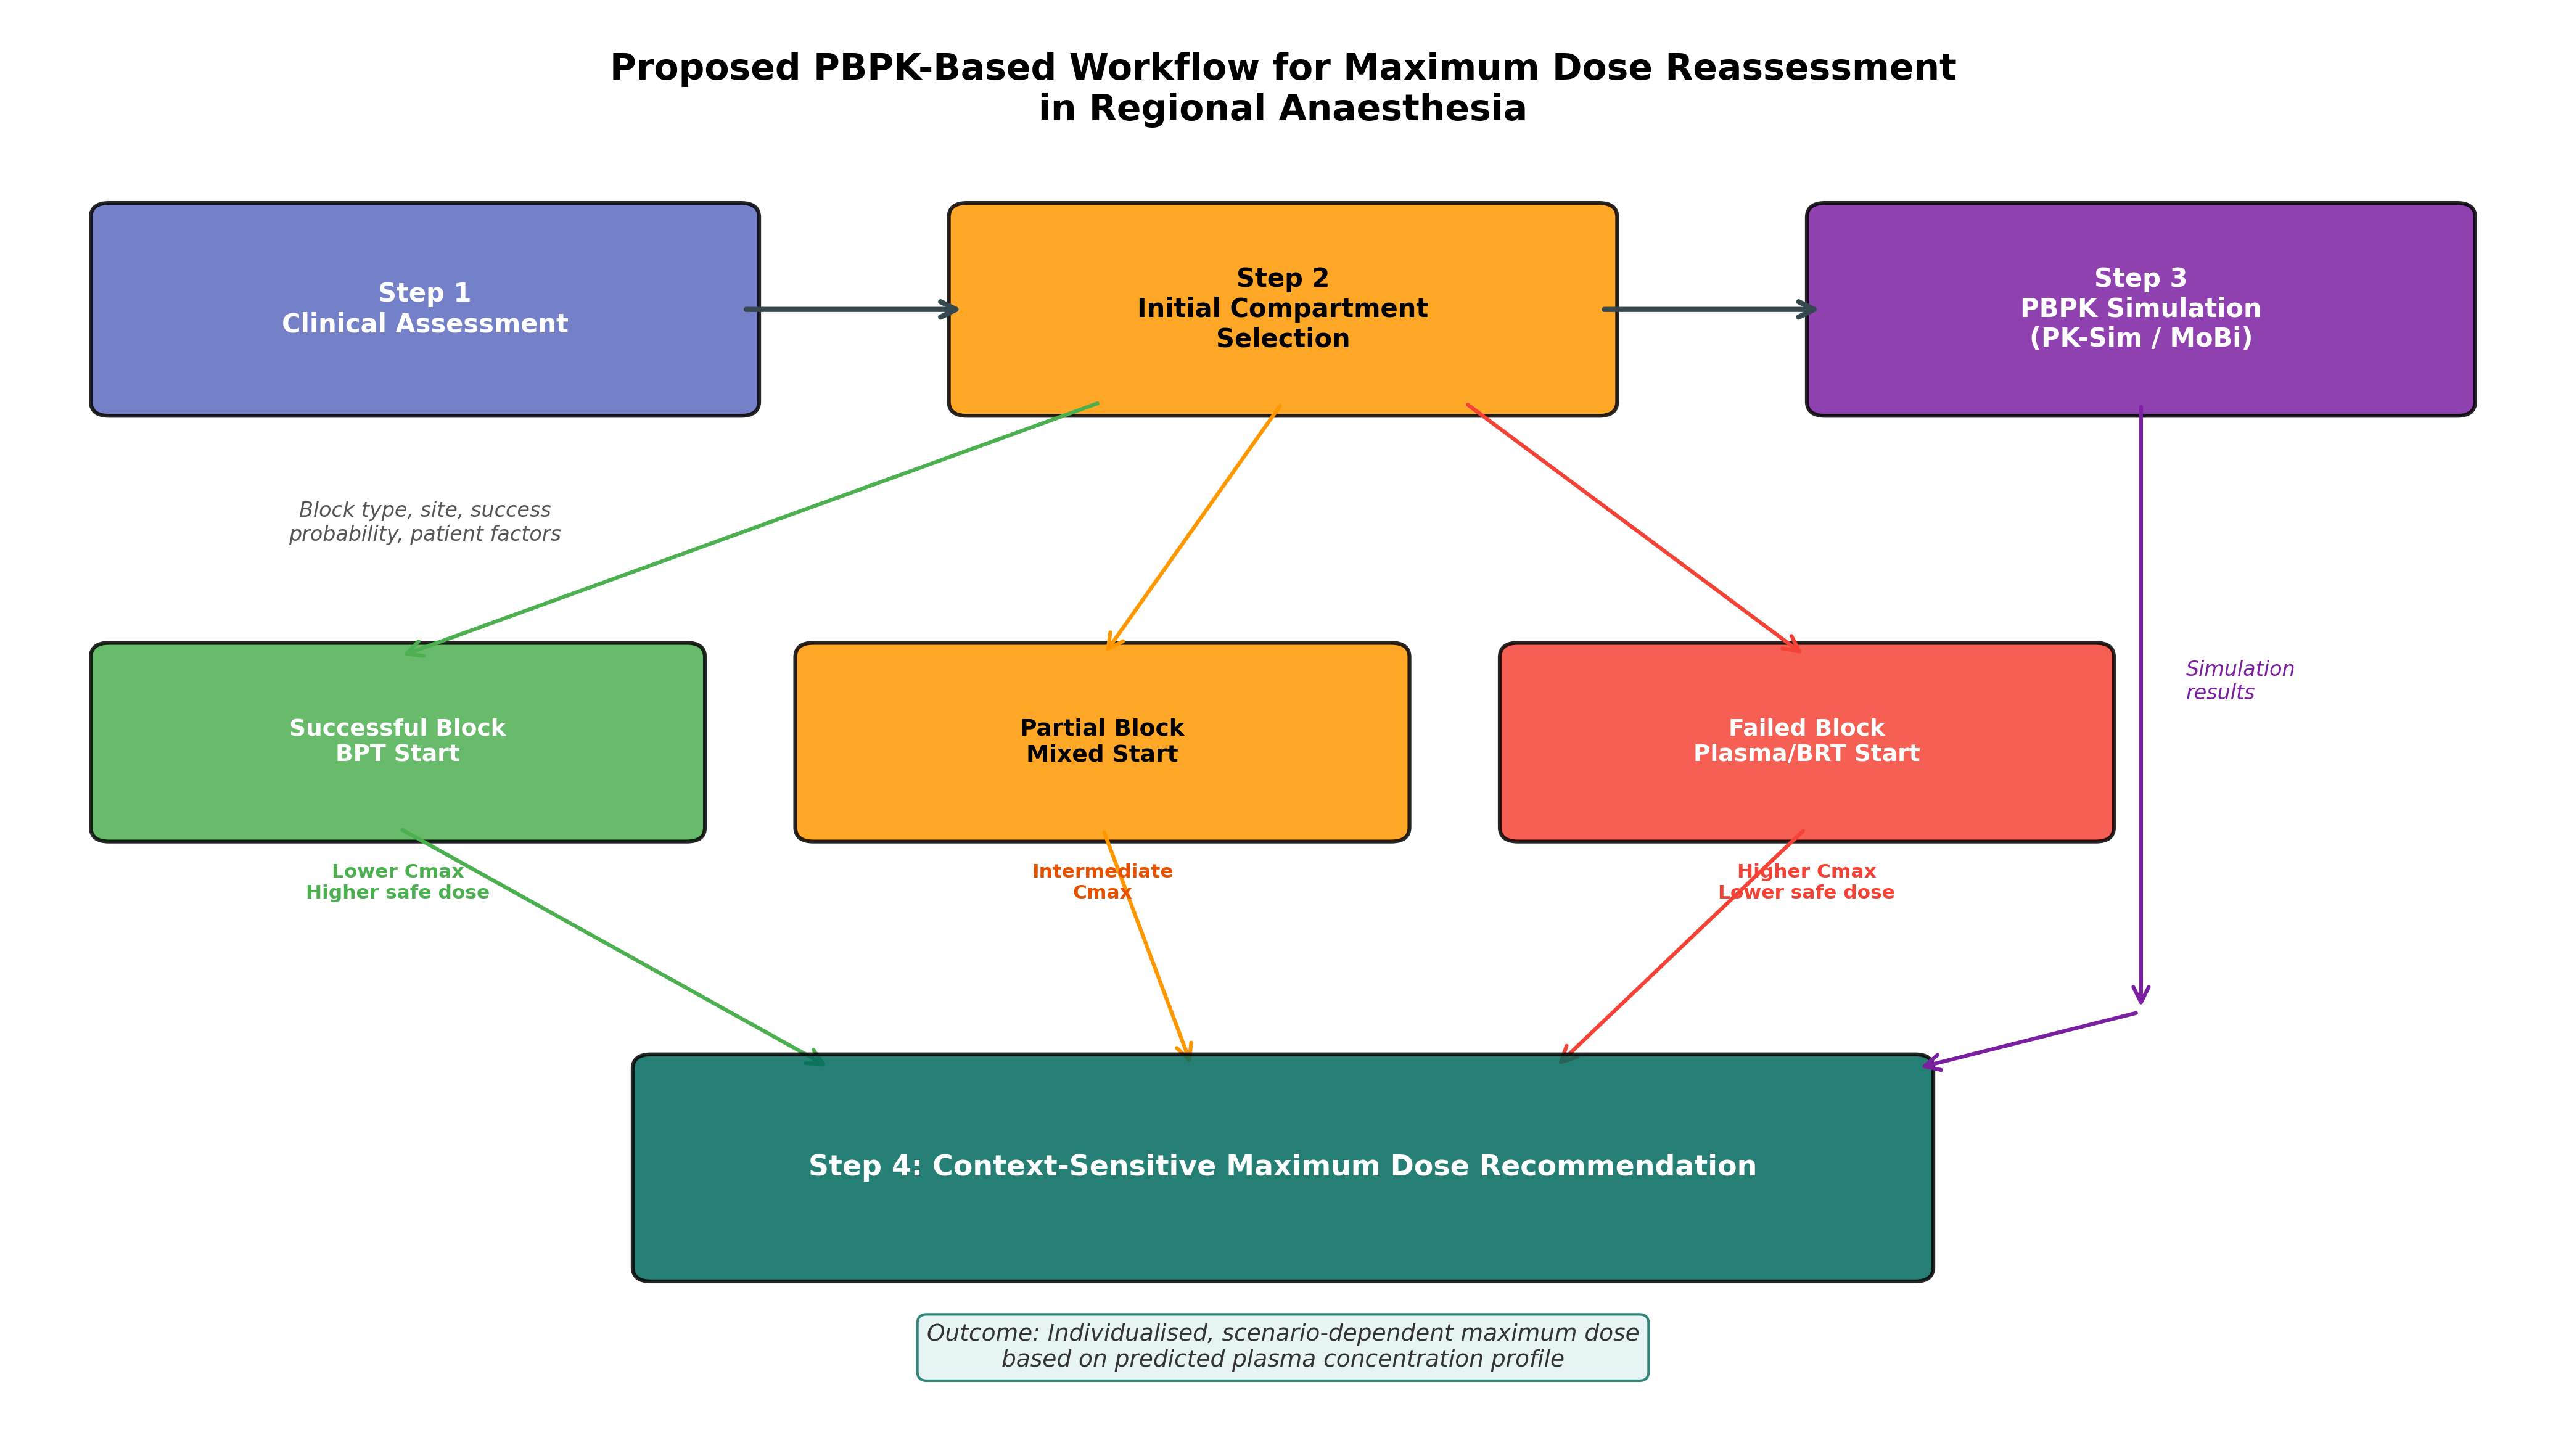 Proposed PBPK-Based Workflow for Maximum Dose Reassessment
in Regional Anaesthesia
Step 1
Clinical Assessment
Step 2
Initial Compartment
Selection
Step 3
PBPK Simulation
(PK-Sim / MoBi)
Block type, site, success
probability, patient factors
Simulation
results
Successful Block
BPT Start
Partial Block
Mixed Start
Failed Block
Plasma/BRT Start
Lower Cmax
Higher safe dose
Intermediate
Cmax
Higher Cmax
Lower safe dose
Step 4: Context-Sensitive Maximum Dose Recommendation
Outcome: Individualised, scenario-dependent maximum dose
based on predicted plasma concentration profile